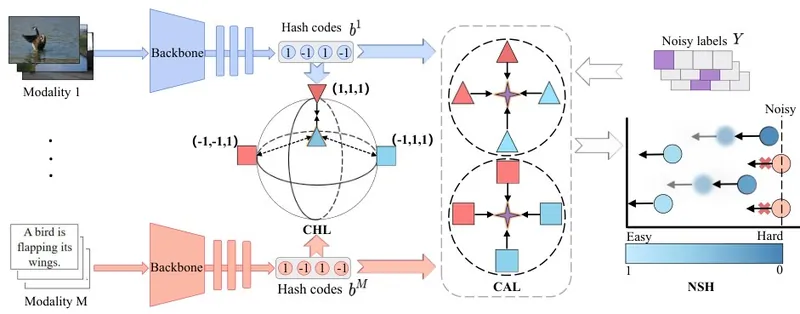 Hash codes b¹
Noisy labels Y
1 -1 1 -1
Backbone
Modality 1
(1,1,1)
Noisy
(-1,-1,1)
(-1,1,1)
CHL
A bird is
flapping its
wings.
Backbone
1 -1 1 -1
Hash codes bᴹ
Modality M
CAL
Easy
Hard
1
0
NSH